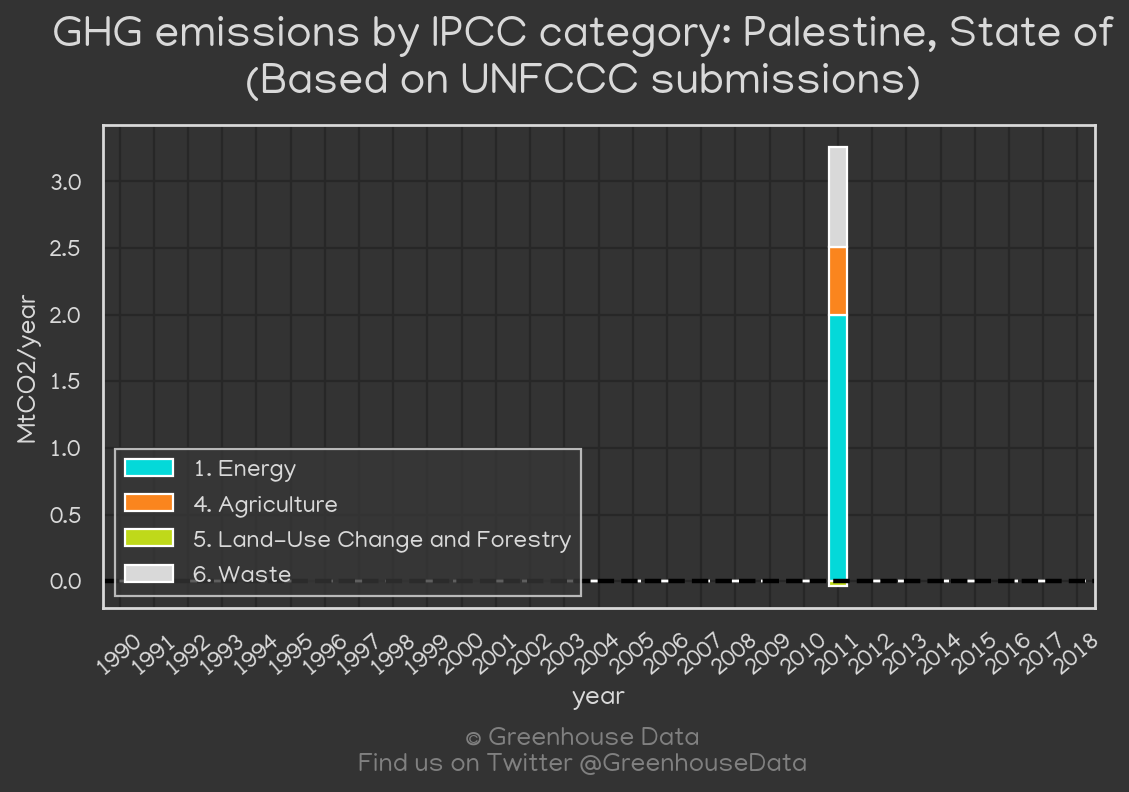 GHG emissions by IPCC category: Palestine, State of
(Based on UNFCCC submissions)
3.0
2.5
2.0
1.5
1.0
0.5
0.0
MtCO2/year
1. Energy
4. Agriculture
5. Land-Use Change and Forestry
6. Waste
1990 1991 1992 1993 1994 1995 1996 1997 1998 1999 2000 2001 2002 2003 2004 2005 2006 2007 2008 2009 2010 2011 2012 2013 2014 2015 2016 2017 2018
year
© Greenhouse Data
Find us on Twitter @GreenhouseData